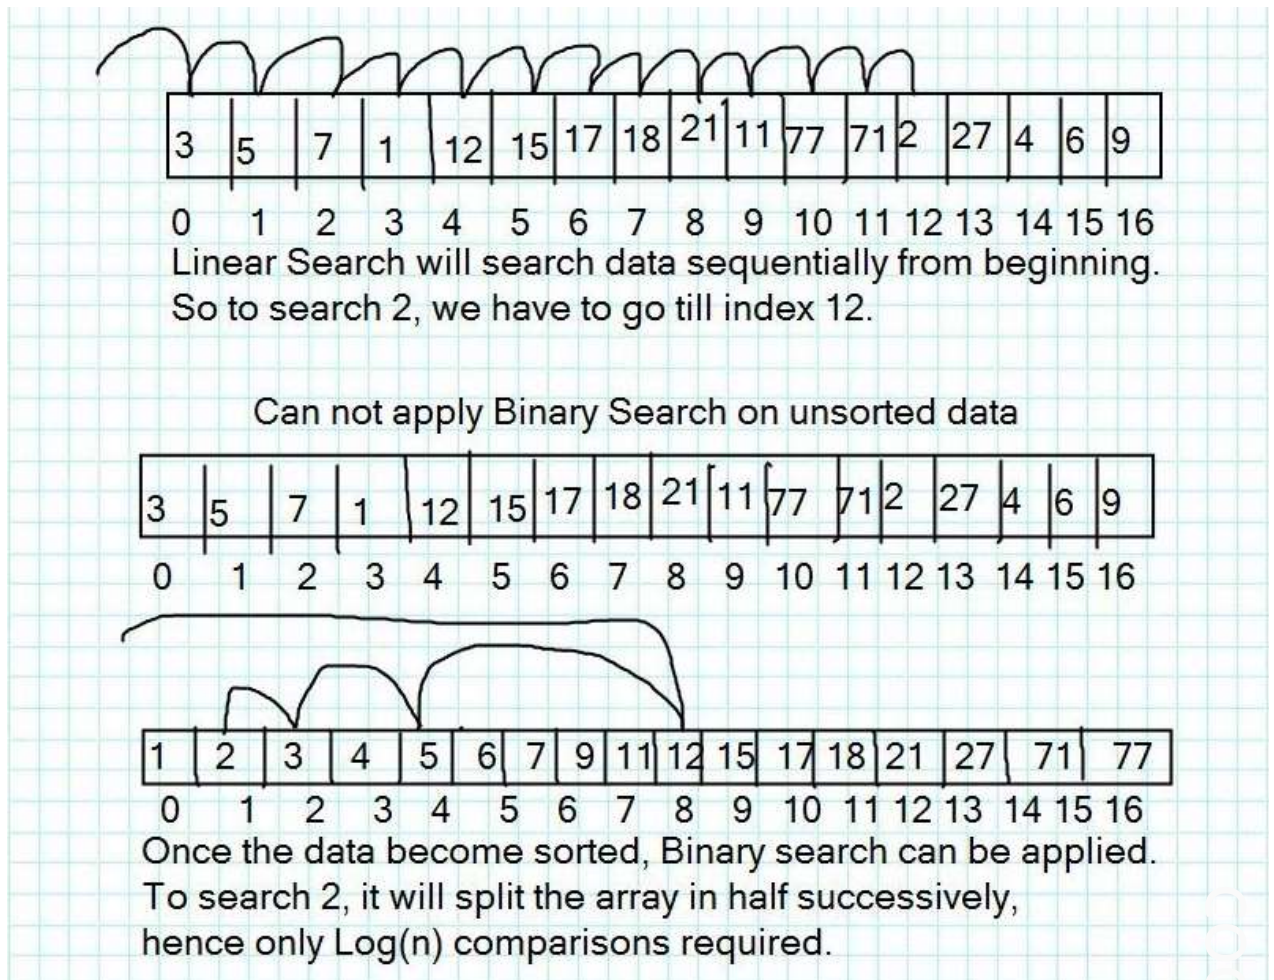 3 5 7 1 12 15 17 18 21 11 77 71 2 27 4 6 9
0 1 2 3 4 5 6 7 8 9 10 11 12 13 14 15 16
Linear Search will search data sequentially from beginning.
So to search 2, we have to go till index 12.
Can not apply Binary Search on unsorted data
3 5 7 1 12 15 17 18 21 11 77 71 2 27 4 6 9
0 1 2 3 4 5 6 7 8 9 10 11 12 13 14 15 16
1 2 3 4 5 6 7 9 11 12 15 17 18 21 27 71 77
0 1 2 3 4 5 6 7 8 9 10 11 12 13 14 15 16
Once the data become sorted, Binary search can be applied.
To search 2, it will split the array in half successively,
hence only Log(n) comparisons required.